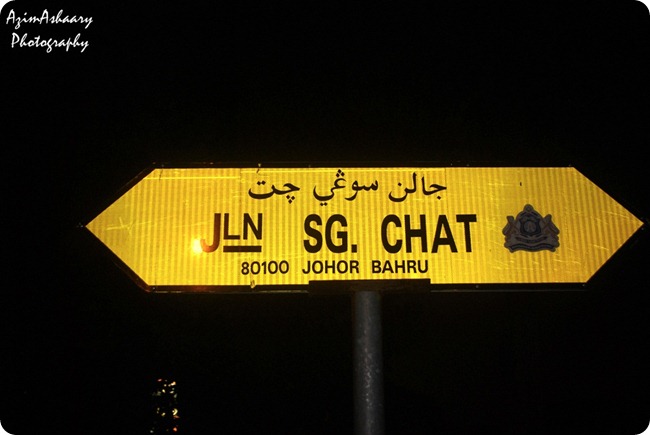 AzimAshaary
Photography
جالن سوڠي چت
JLN SG. CHAT
80100 JOHOR BAHRU